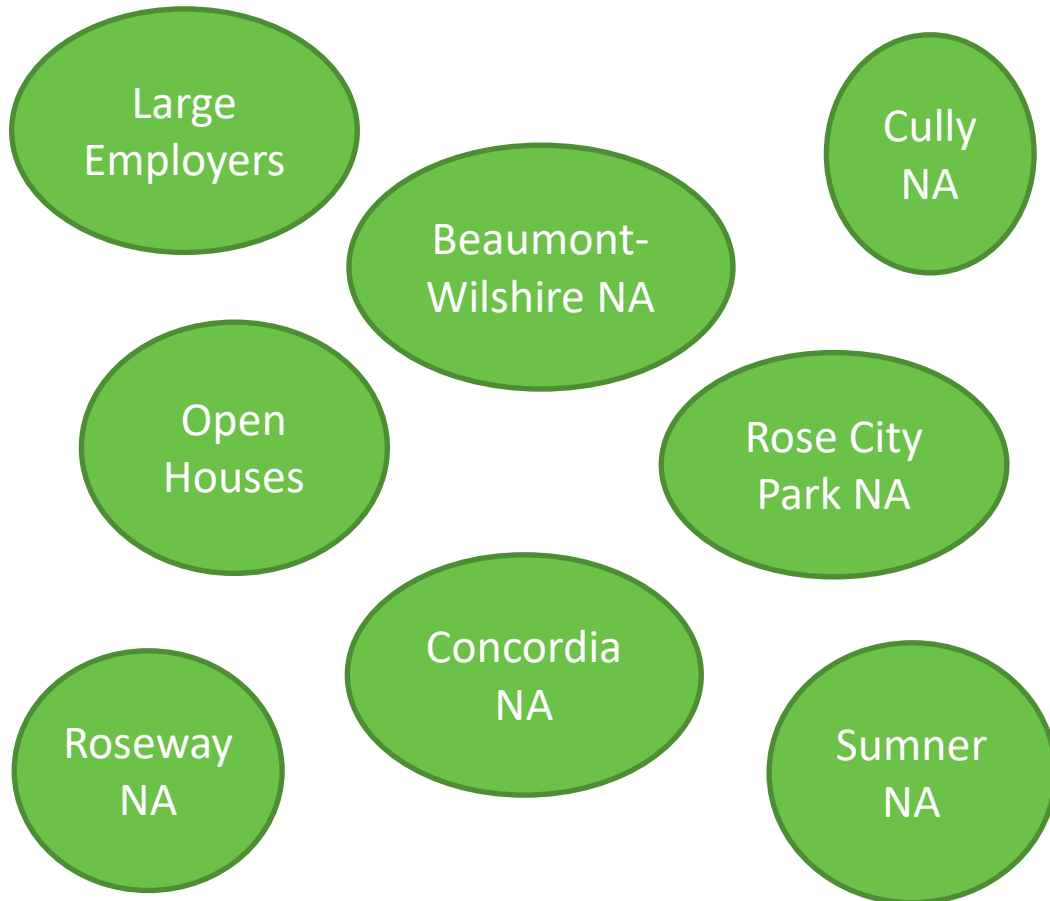 Large
Employers
Cully
NA
Beaumont-
Wilshire NA
Open
Houses
Rose City
Park NA
Concordia
NA
Roseway
NA
Sumner
NA